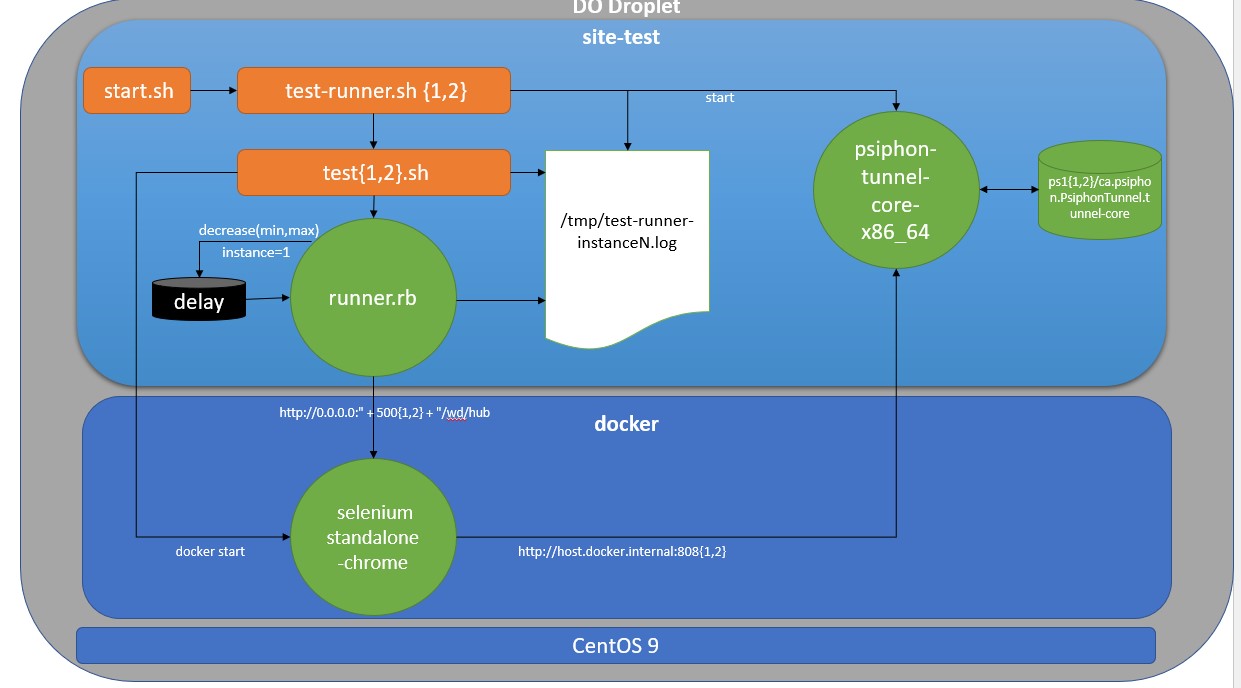 DO Droplet
site-test
start.sh
test-runner.sh {1,2}
start
test{1,2}.sh
psiphon-
tunnel-
core-
x86_64
ps1{1,2}/ca.psipho
n.PsiphonTunnel.t
unnel-core
/tmp/test-runner-
instanceN.log
decrease(min,max)
instance=1
delay
runner.rb
http://0.0.0.0:" + 500{1,2} + "/wd/hub
docker
selenium
standalone
-chrome
docker start
http://host.docker.internal:808{1,2}
CentOS 9